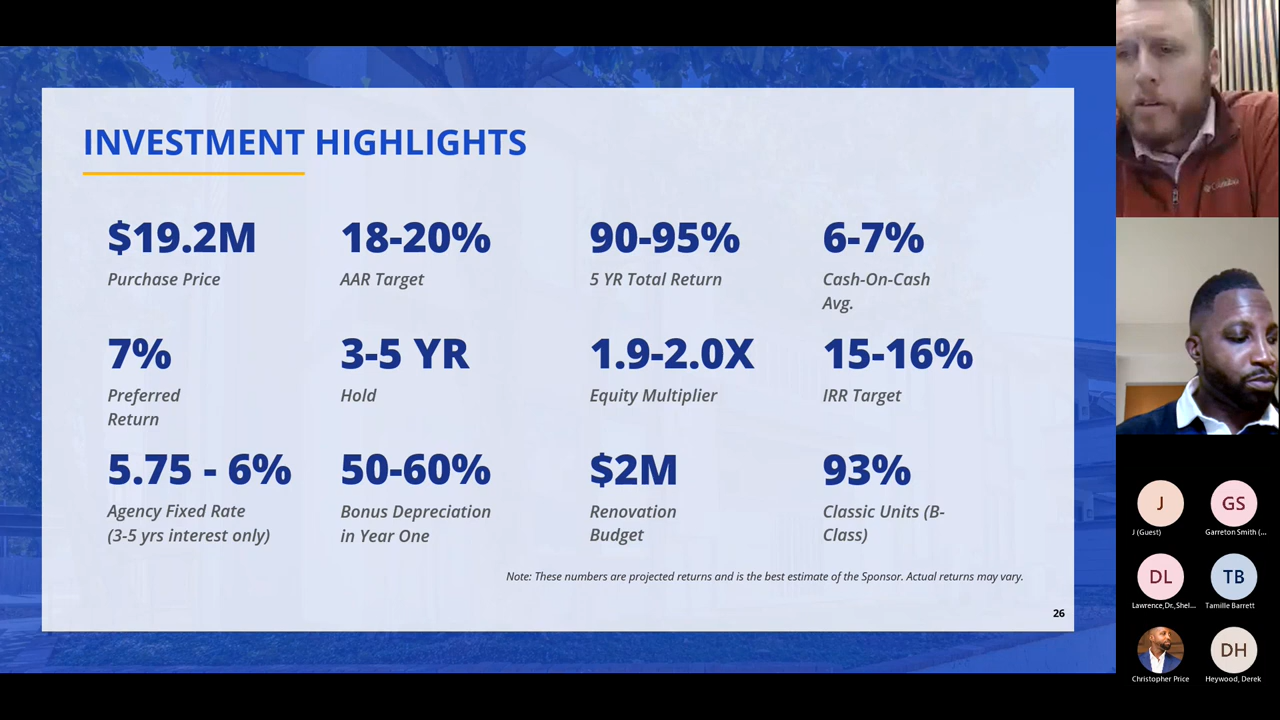 INVESTMENT HIGHLIGHTS
$19.2M
Purchase Price
18-20%
AAR Target
90-95%
5 YR Total Return
6-7%
Cash-On-Cash
Avg.
7%
Preferred
Return
3-5 YR
Hold
1.9-2.0X
Equity Multiplier
15-16%
IRR Target
5.75 - 6%
Agency Fixed Rate
(3-5 yrs interest only)
50-60%
Bonus Depreciation
in Year One
$2M
Renovation
Budget
93%
Classic Units (B-
Class)
Note: These numbers are projected returns and is the best estimate of the Sponsor. Actual returns may vary.
26
Columbia
J
J (Guest)
GS
Garreton Smith (...
DL
Lawrence,Dr.,Shel...
TB
Tamille Barrett
Christopher Price
DH
Heywood, Derek